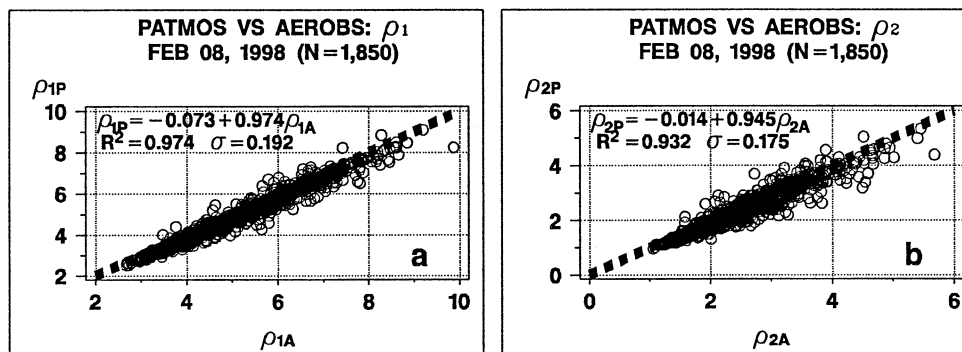 PATMOS VS AEROBS: ρ1
FEB 08, 1998 (N=1,850)
ρ1P
10
ρ1P=−0.073+0.974ρ1A
R²=0.974 σ=0.192
8
6
4
2
a
2 4 6 8 10
ρ1A
PATMOS VS AEROBS: ρ2
FEB 08, 1998 (N=1,850)
ρ2P
6
ρ2P=−0.014+0.945ρ2A
R²=0.932 σ=0.175
4
2
0
b
0 2 4 6
ρ2A